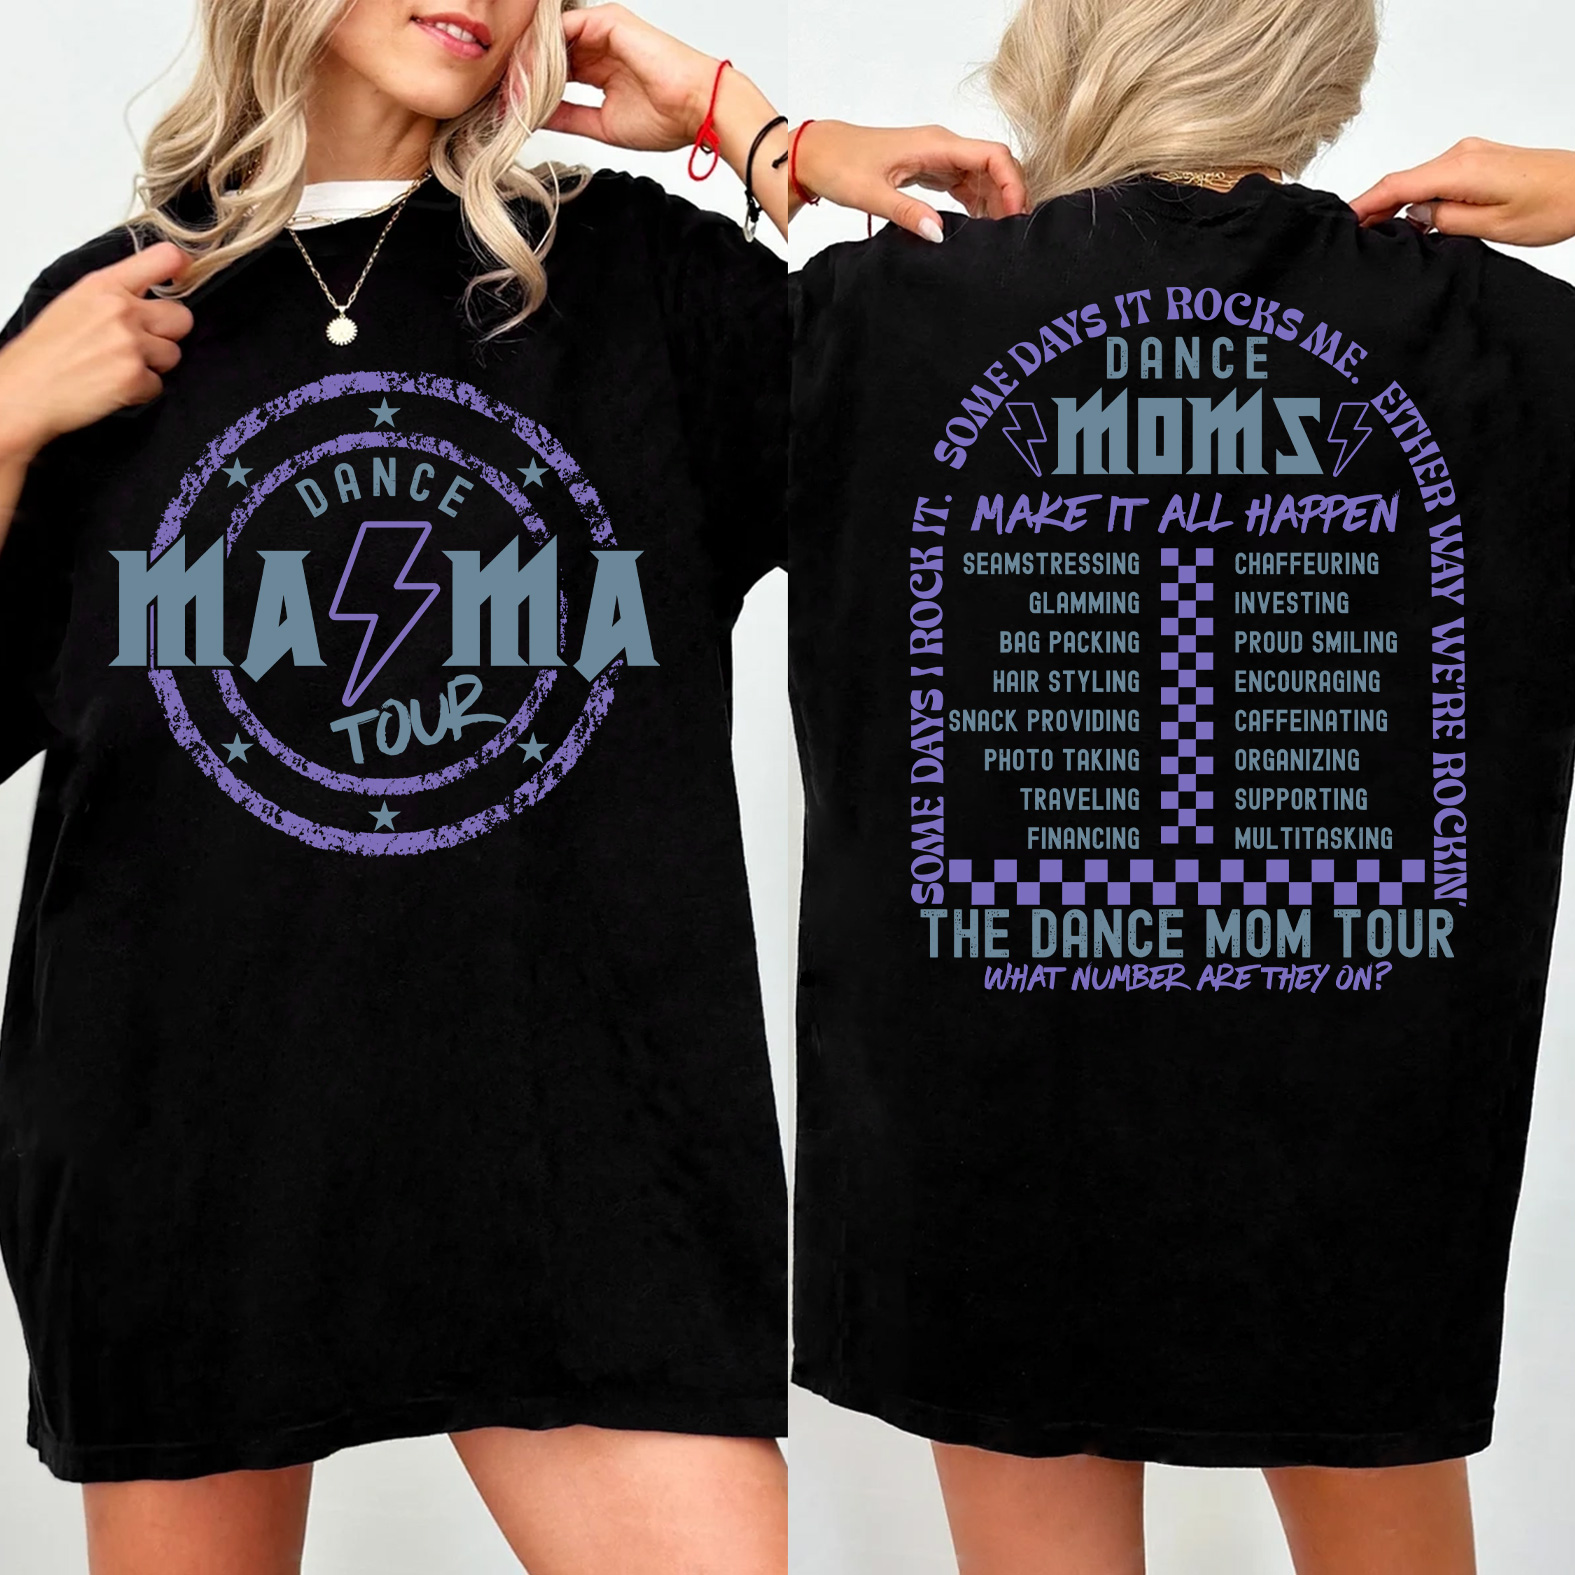 DANCE
MAMA
TOUR
SOME DAYS I ROCK IT. SOME DAYS IT ROCKS ME. EITHER WAY WE'RE ROCKIN'
DANCE
MOMS
MAKE IT ALL HAPPEN
SEAMSTRESSING CHAFFEURING
GLAMMING INVESTING
BAG PACKING PROUD SMILING
HAIR STYLING ENCOURAGING
SNACK PROVIDING CAFFEINATING
PHOTO TAKING ORGANIZING
TRAVELING SUPPORTING
FINANCING MULTITASKING
THE DANCE MOM TOUR
WHAT NUMBER ARE THEY ON?